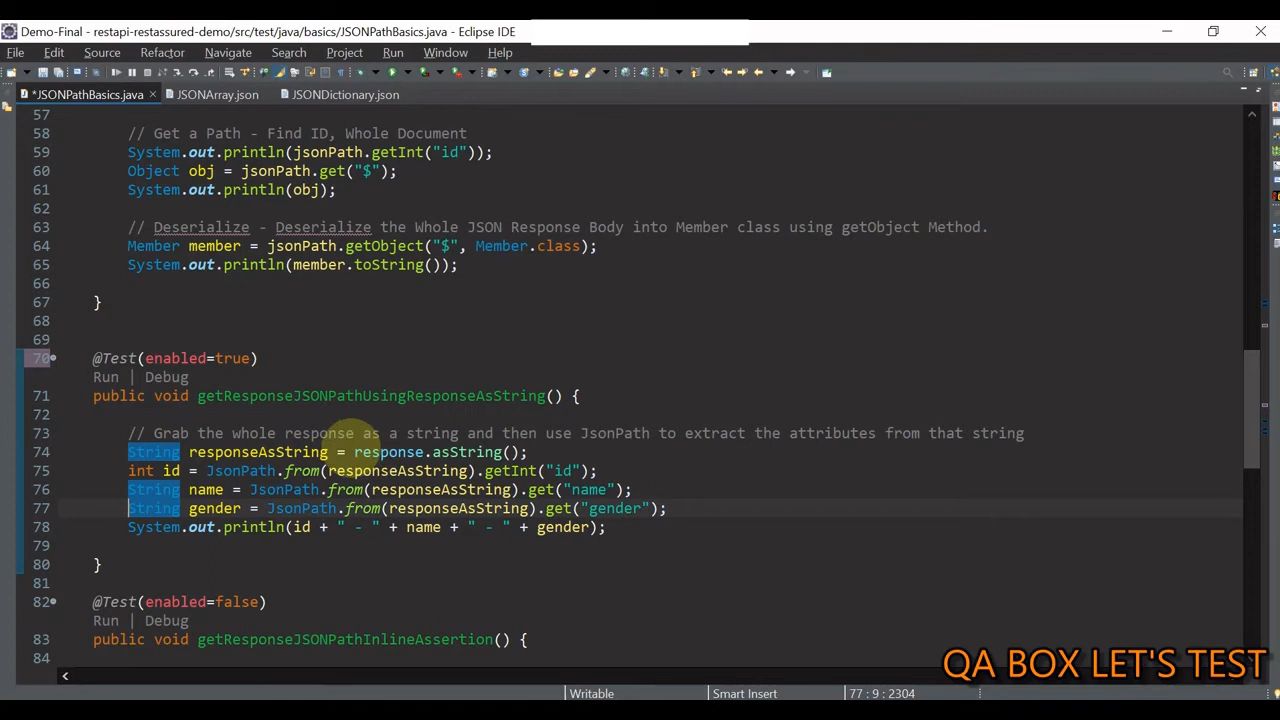 Demo-Final - restapi-restassured-demo/src/test/java/basics/JSONPathBasics.java - Eclipse IDE
File Edit Source Refactor Navigate Search Project Run Window Help
*JSONPathBasics.java JSONArray.json JSONDictionary.json
57
58 // Get a Path - Find ID, Whole Document
59 System.out.println(jsonPath.getInt("id"));
60 Object obj = jsonPath.get("$");
61 System.out.println(obj);
62
63 // Deserialize - Deserialize the Whole JSON Response Body into Member class using getObject Method.
64 Member member = jsonPath.getObject("$", Member.class);
65 System.out.println(member.toString());
66
67 }
68
69
70 @Test(enabled=true)
Run | Debug
71 public void getResponseJSONPathUsingResponseAsString() {
72
73 // Grab the whole response as a string and then use JsonPath to extract the attributes from that string
74 String responseAsString = response.asString();
75 int id = JsonPath.from(responseAsString).getInt("id");
76 String name = JsonPath.from(responseAsString).get("name");
77 String gender = JsonPath.from(responseAsString).get("gender");
78 System.out.println(id + " - " + name + " - " + gender);
79
80 }
81
82 @Test(enabled=false)
Run | Debug
83 public void getResponseJSONPathInlineAssertion() {
84
QA BOX LET'S TEST
Writable Smart Insert 77 : 9 : 2304